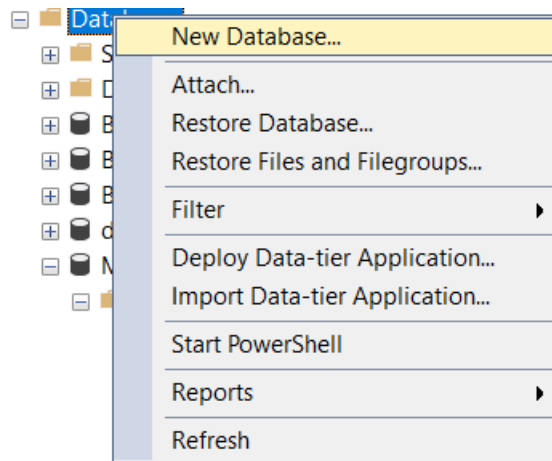 Data
New Database...
S
Attach...
D
Restore Database...
B
Restore Files and Filegroups...
B
B
Filter
d
Deploy Data-tier Application...
M
Import Data-tier Application...
Start PowerShell
Reports
Refresh